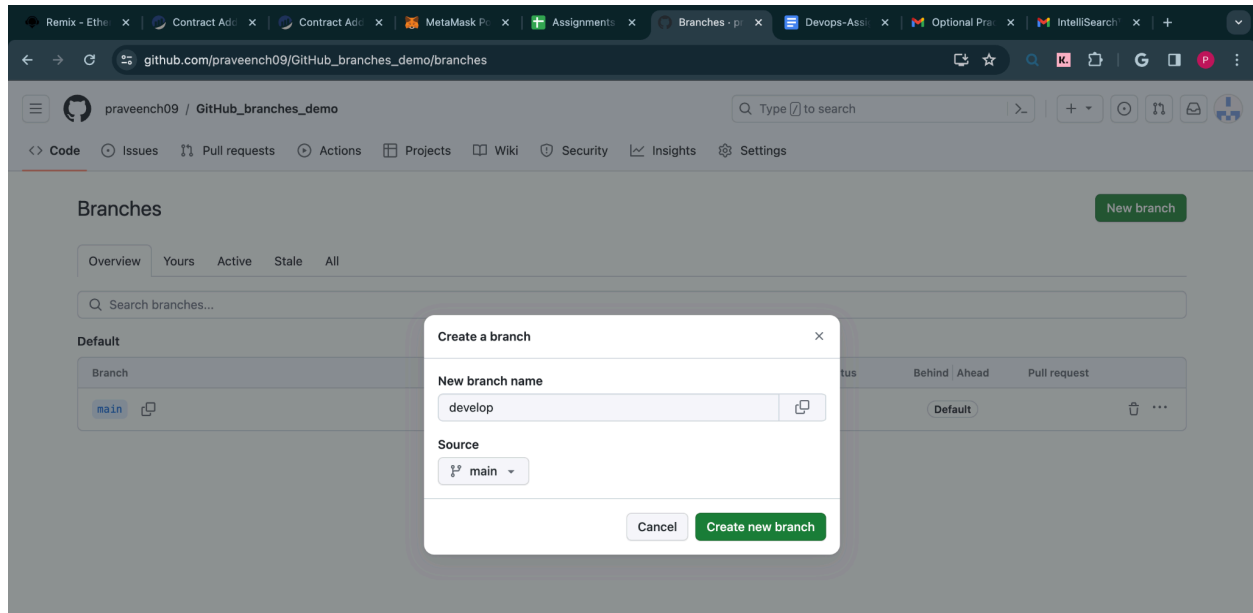 Remix - Ether Contract Add Contract Add MetaMask Po Assignments Branches · pr Devops-Assig Optional Prac IntelliSearch
github.com/praveench09/GitHub_branches_demo/branches K. G P
praveench09 / GitHub_branches_demo Type / to search
<> Code Issues Pull requests Actions Projects Wiki Security Insights Settings
Branches New branch
Overview Yours Active Stale All
Search branches...
Default
Branch tus Behind Ahead Pull request
main Default
Create a branch
New branch name
develop
Source
main
Cancel Create new branch